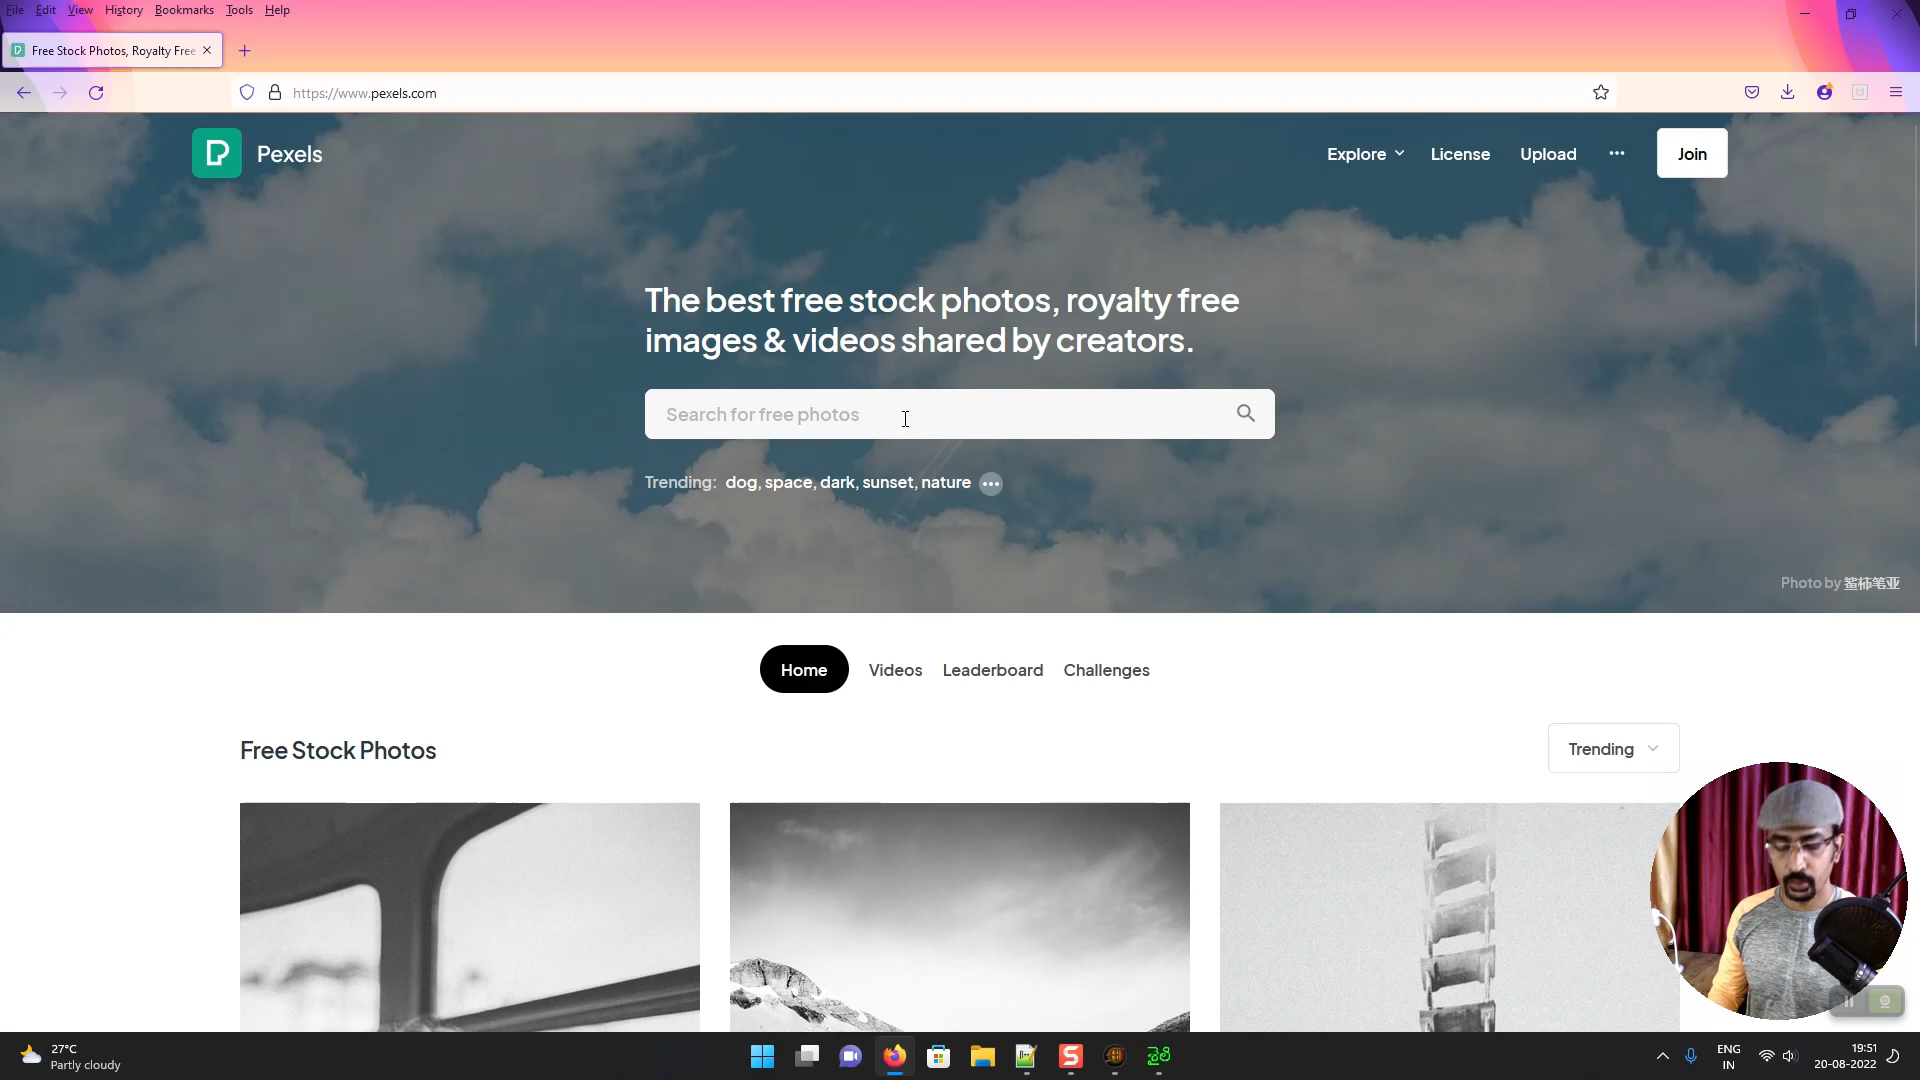 File Edit View History Bookmarks Tools Help
Free Stock Photos, Royalty Free
https://www.pexels.com
Pexels
Explore License Upload Join
The best free stock photos, royalty free
images & videos shared by creators.
Search for free photos
Trending: dog, space, dark, sunset, nature
Photo by 鲨柿笔亚
Home Videos Leaderboard Challenges
Free Stock Photos
Trending
27°C
Partly cloudy
ENG
IN
19:51
20-08-2022